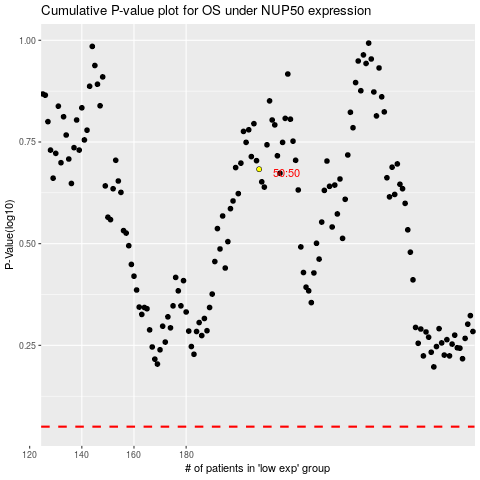 Cumulative P-value plot for OS under NUP50 expression
P-Value(log10)
1.00
0.75
0.50
0.25
50:50
120 140 160 180
# of patients in 'low exp' group